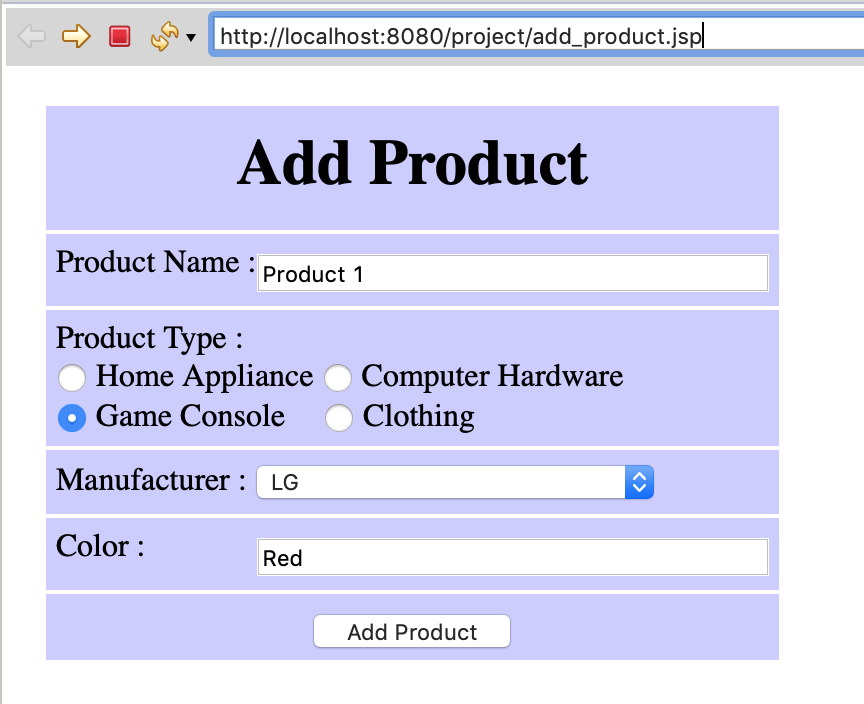 http://localhost:8080/project/add_product.jsp
Add Product
Product Name : Product 1
Product Type :
Home Appliance Computer Hardware
Game Console Clothing
Manufacturer : LG
Color : Red
Add Product